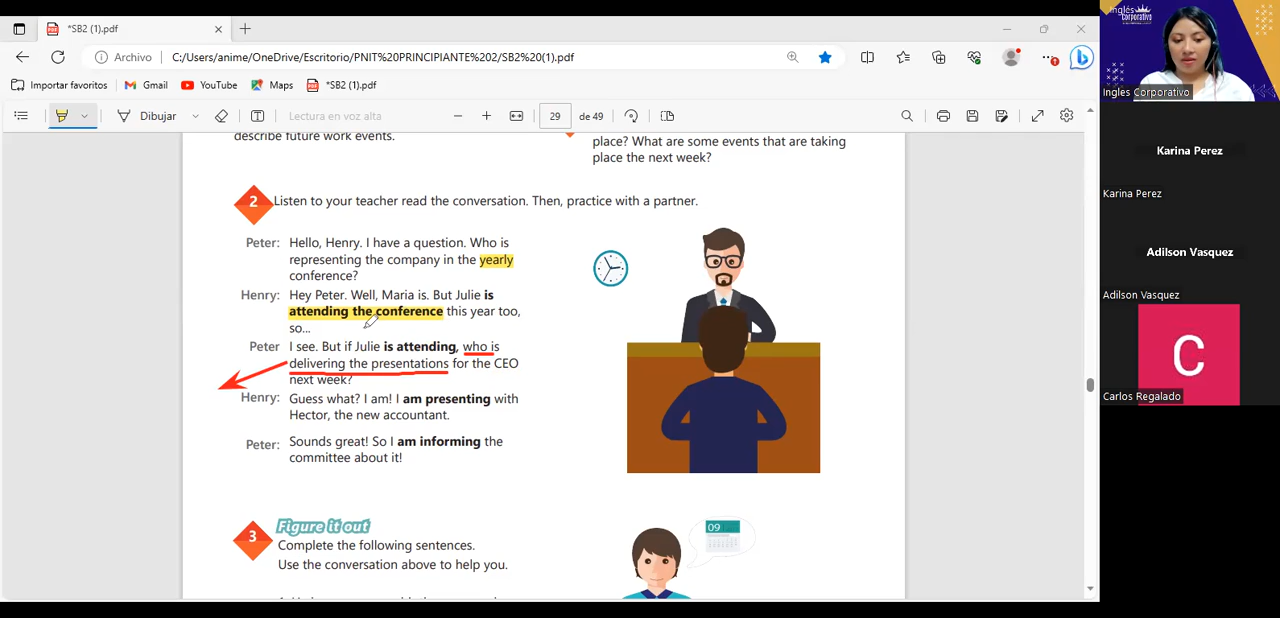 *SB2 (1).pdf
Archivo
C:/Users/anime/OneDrive/Escritorio/PNIT%20PRINCIPIANTE%202/SB2%20(1).pdf
Importar favoritos
Gmail
YouTube
Maps
*SB2 (1).pdf
Dibujar
Lectura en voz alta
29
de 49
describe future work events.
place? What are some events that are taking
place the next week?
2
Listen to your teacher read the conversation. Then, practice with a partner.
Peter: Hello, Henry. I have a question. Who is
representing the company in the yearly
conference?
Henry: Hey Peter. Well, Maria is. But Julie is
attending the conference this year too,
so...
Peter I see. But if Julie is attending, who is
delivering the presentations for the CEO
next week?
Henry: Guess what? I am! I am presenting with
Hector, the new accountant.
Peter: Sounds great! So I am informing the
committee about it!
3
Figure it out
Complete the following sentences.
Use the conversation above to help you.
09
Inglés
Corporativo
Ingles Corporativo
Karina Perez
Karina Perez
Adilson Vasquez
Adilson Vasquez
C
Carlos Regalado